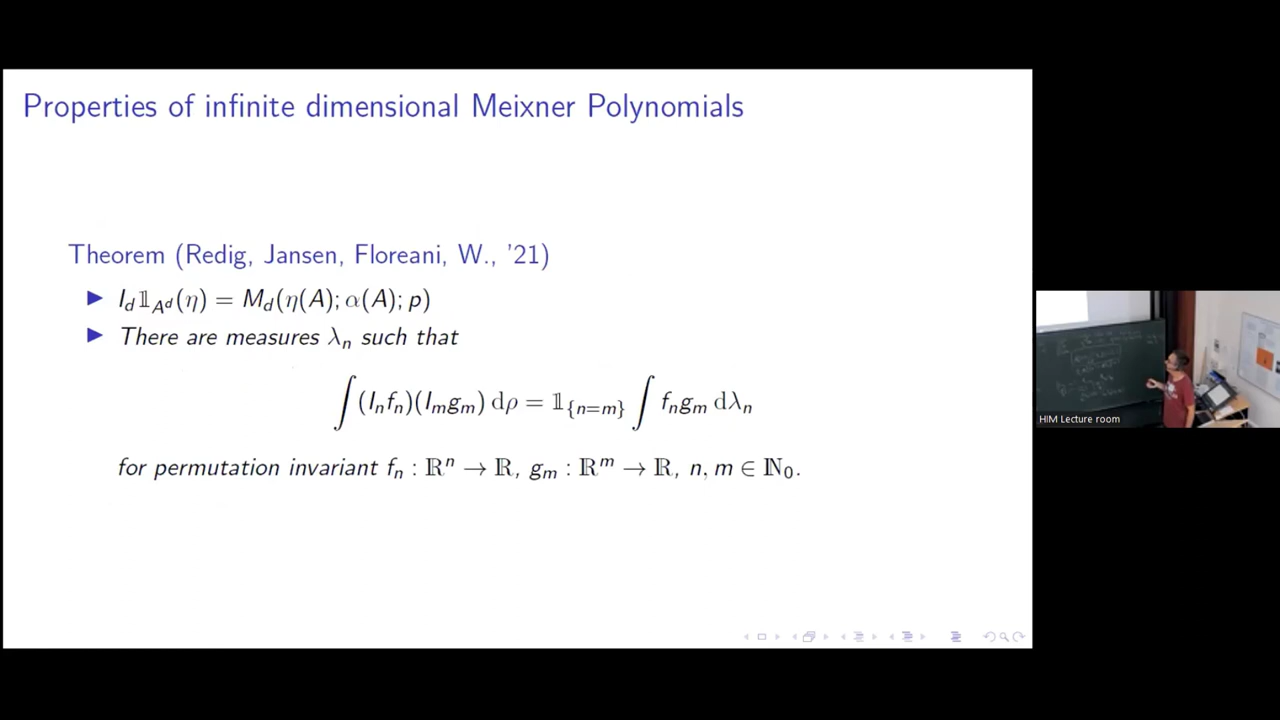 Properties of infinite dimensional Meixner Polynomials
Theorem (Redig, Jansen, Floreani, W., '21)
▶ I_d 𝟙_{A^d}(η) = M_d(η(A); α(A); p)
▶ There are measures λ_n such that
∫(I_n f_n)(I_m g_m) dρ = 𝟙_{{n=m}} ∫ f_n g_m dλ_n
for permutation invariant f_n : ℝ^n → ℝ, g_m : ℝ^m → ℝ, n, m ∈ ℕ_0.
HIM Lecture room